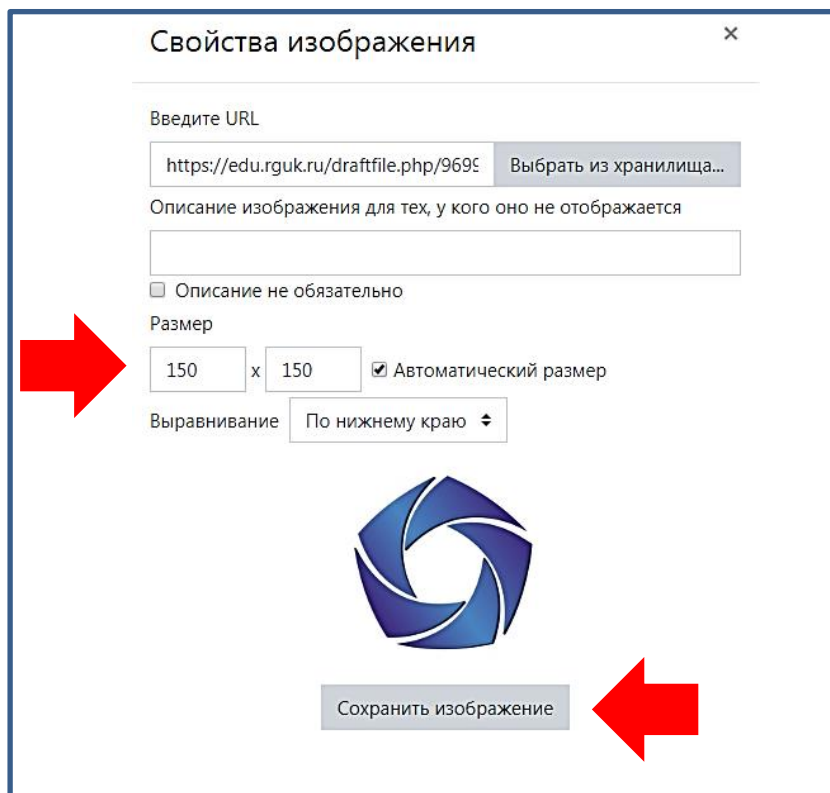 Свойства изображения ×
Введите URL
https://edu.rguk.ru/draftfile.php/9699 Выбрать из хранилища...
Описание изображения для тех, у кого оно не отображается
Описание не обязательно
Размер
150 x 150 Автоматический размер
Выравнивание По нижнему краю
Сохранить изображение